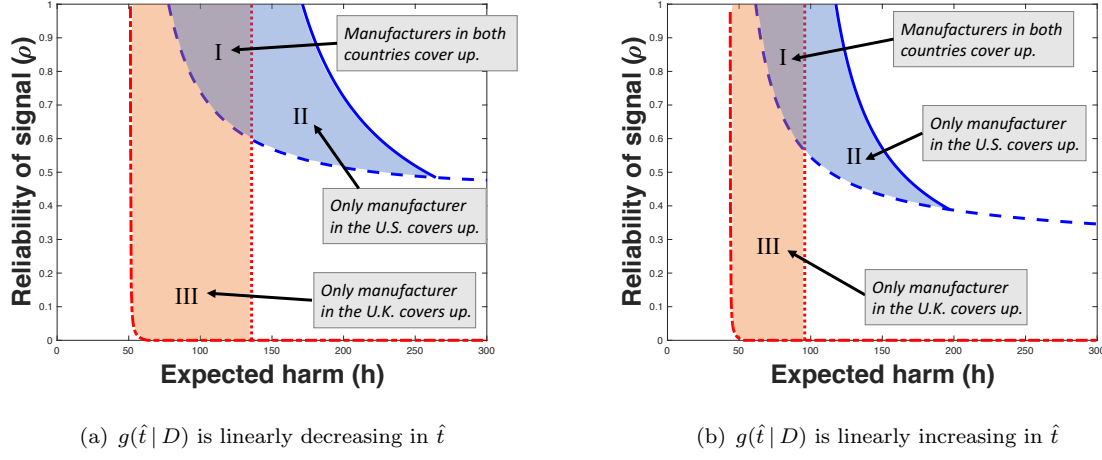 Reliability of signal (ρ)
1
0.9
0.8
0.7
0.6
0.5
0.4
0.3
0.2
0.1
0
0
50
100
150
200
250
300
Expected harm (h)
I
II
III
Manufacturers in both
countries cover up.
Only manufacturer
in the U.S. covers up.
Only manufacturer
in the U.K. covers up.
(a) g(t̂ | D) is linearly decreasing in t̂
Reliability of signal (ρ)
1
0.9
0.8
0.7
0.6
0.5
0.4
0.3
0.2
0.1
0
0
50
100
150
200
250
300
Expected harm (h)
I
II
III
Manufacturers in both
countries cover up.
Only manufacturer
in the U.S. covers up.
Only manufacturer
in the U.K. covers up.
(b) g(t̂ | D) is linearly increasing in t̂